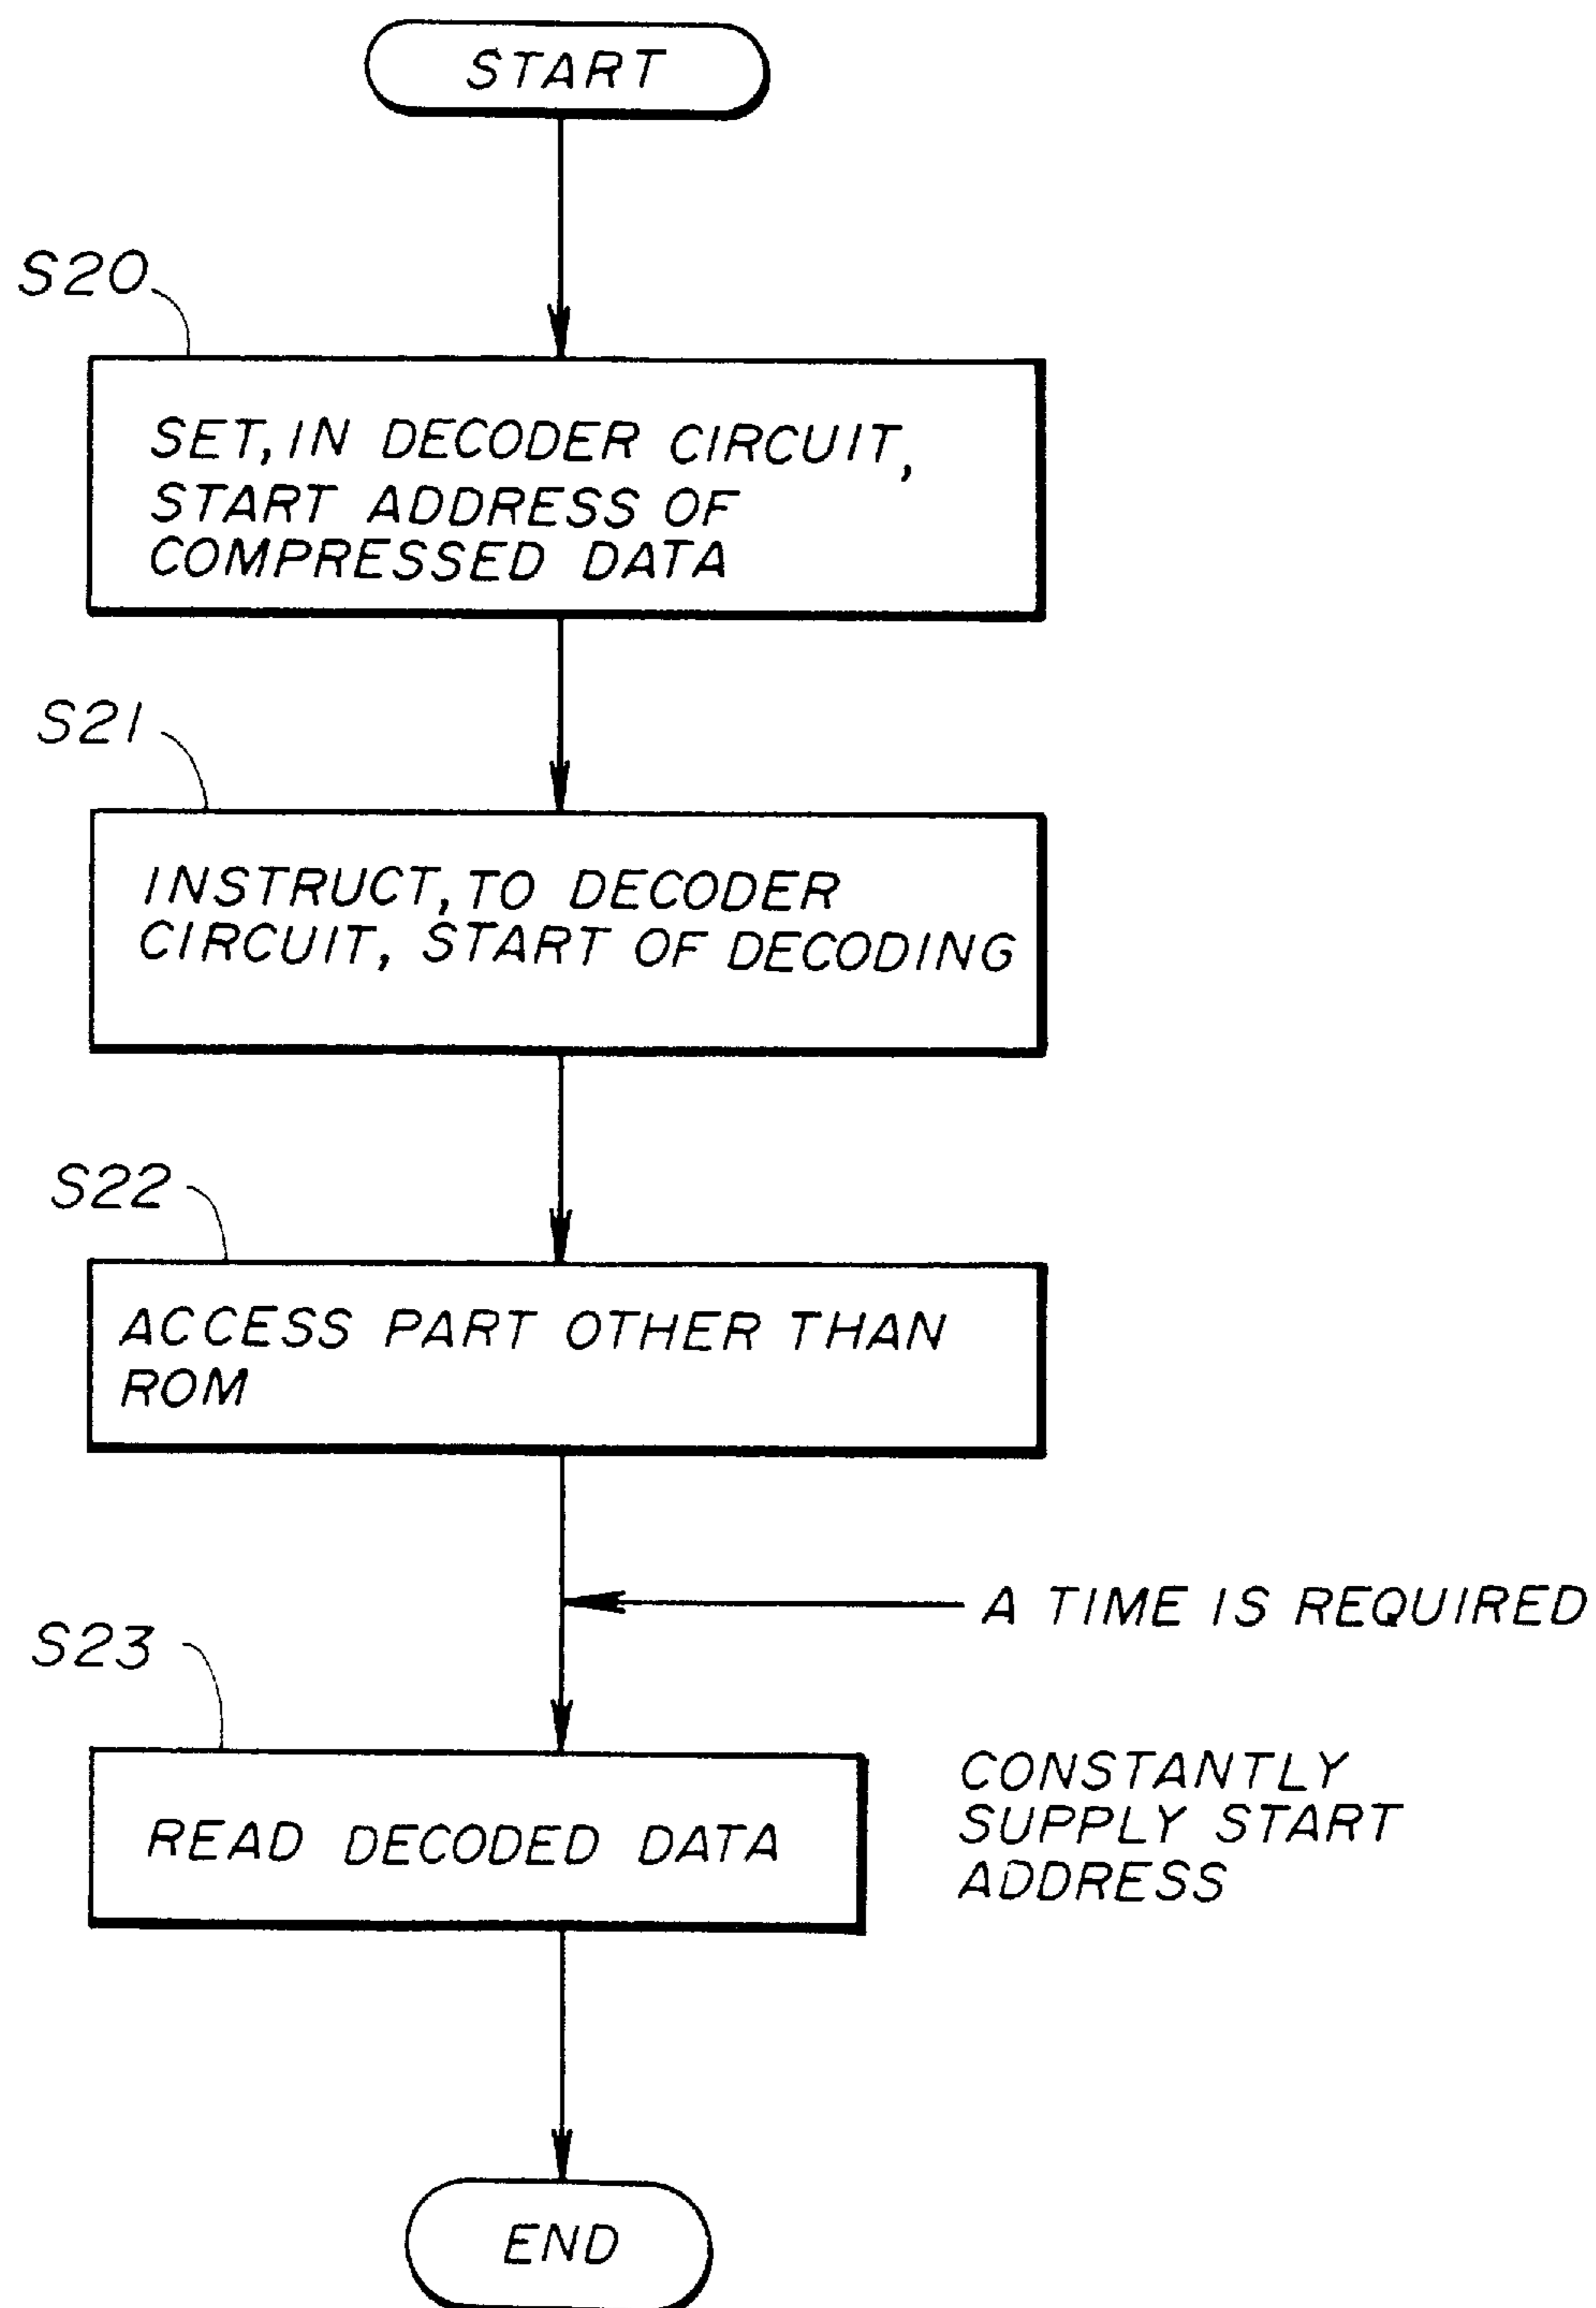 START
S20
SET, IN DECODER CIRCUIT,
START ADDRESS OF
COMPRESSED DATA
S21
INSTRUCT, TO DECODER
CIRCUIT, START OF DECODING
S22
ACCESS PART OTHER THAN
ROM
A TIME IS REQUIRED
S23
READ DECODED DATA
CONSTANTLY
SUPPLY START
ADDRESS
END